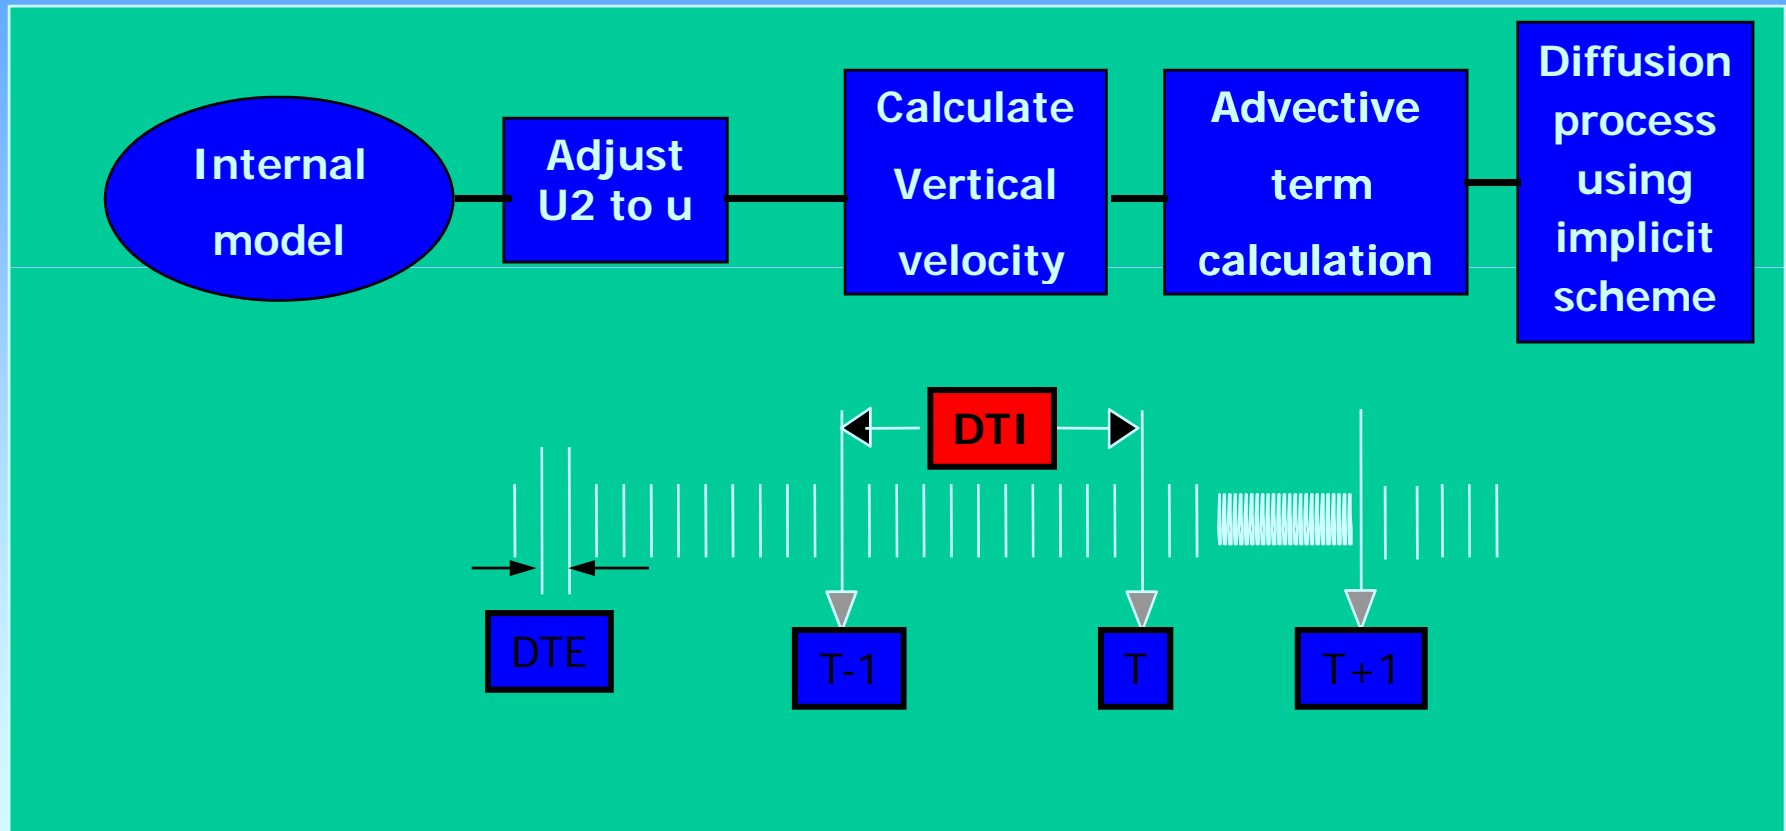 Internal
model
Adjust
U2 to u
Calculate
Vertical
velocity
Advective
term
calculation
Diffusion
process
using
implicit
scheme
DTI
DTE
T-1
T
T+1